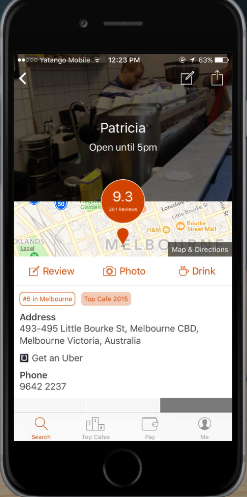 Yatango Mobile 12:23 PM 63%
Patricia
Open until 5pm
9.3
Reviews
MELBOURNE
H&M
Bourke
Street Mall
Map & Directions
Review Photo Drink
#5 in Melbourne Top Cafe 2015
Address
493-495 Little Bourke St, Melbourne CBD,
Melbourne Victoria, Australia
Get an Uber
Phone
9642 2237
Search Top Cafes Pay Me